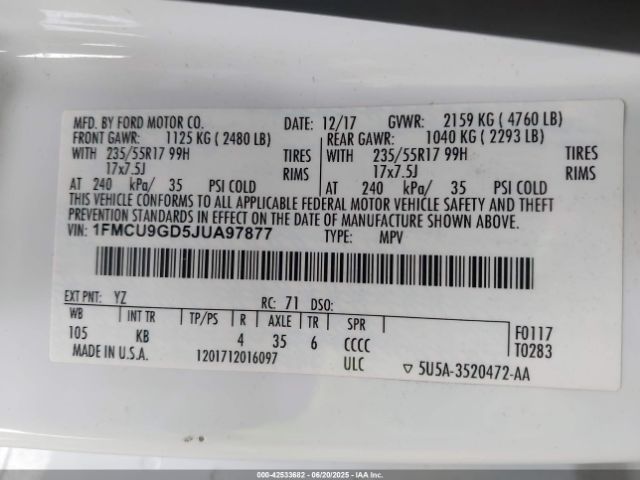 MFD. BY FORD MOTOR CO. DATE: 12/17 GVWR: 2159 KG ( 4760 LB)
FRONT GAWR: 1125 KG ( 2480 LB) REAR GAWR: 1040 KG ( 2293 LB)
WITH 235/55R17 99H TIRES WITH 235/55R17 99H TIRES
17x7.5J RIMS 17x7.5J RIMS
AT 240 kPa/ 35 PSI COLD AT 240 kPa/ 35 PSI COLD
THIS VEHICLE CONFORMS TO ALL APPLICABLE FEDERAL MOTOR VEHICLE SAFETY AND THEFT
PREVENTION STANDARDS IN EFFECT ON THE DATE OF MANUFACTURE SHOWN ABOVE.
VIN: 1FMCU9GD5JUA97877 TYPE: MPV
EXT PNT: YZ RC: 71 DSO:
WB INT TR TP/PS R AXLE TR SPR
105 KB 4 35 6 CCCC
F0117
T0283
MADE IN U.S.A. 1201712016097 ULC ▽ 5U5A-3520472-AA
000-42533682 - 06/20/2025 - IAA Inc.